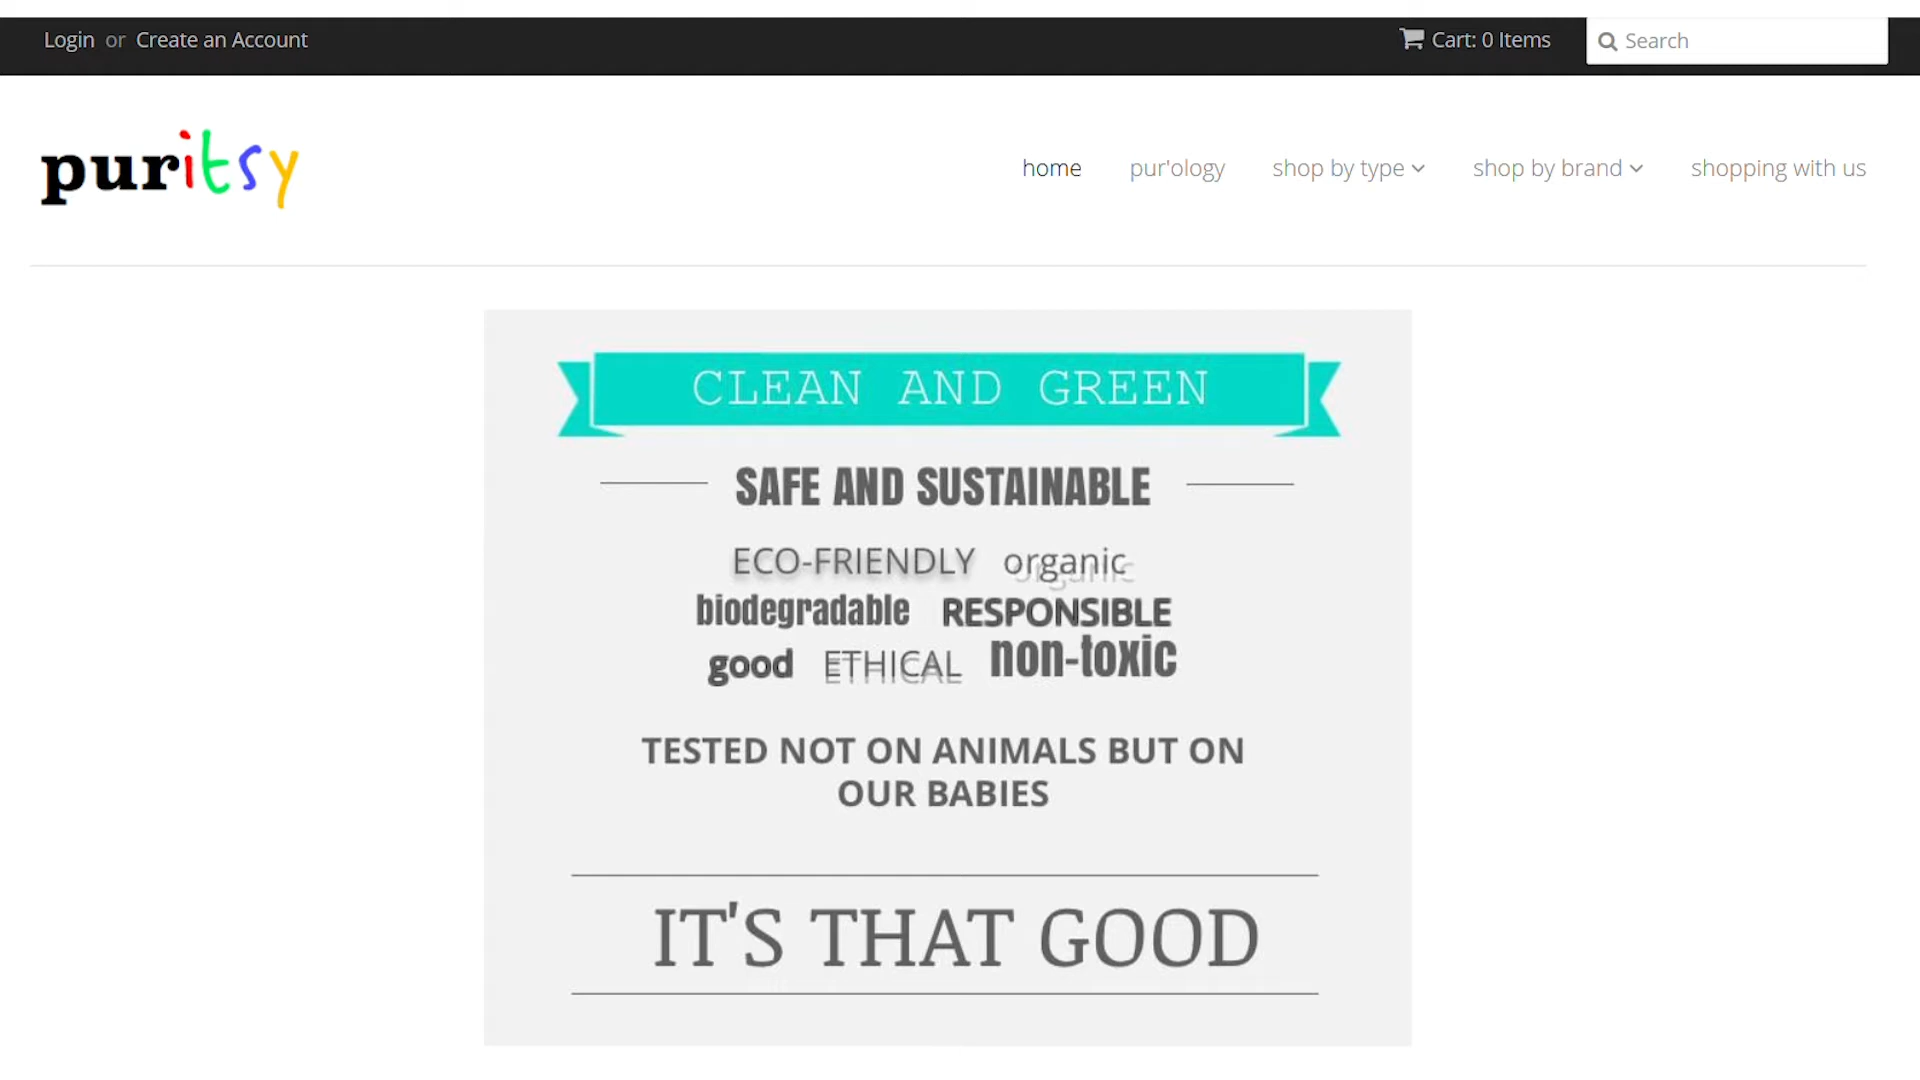 Login or Create an Account
Cart: 0 Items
Search
puritsy
home pur'ology shop by type shop by brand shopping with us
CLEAN AND GREEN
SAFE AND SUSTAINABLE
ECO-FRIENDLY organic
biodegradable RESPONSIBLE
good ETHICAL non-toxic
TESTED NOT ON ANIMALS BUT ON
OUR BABIES
IT'S THAT GOOD